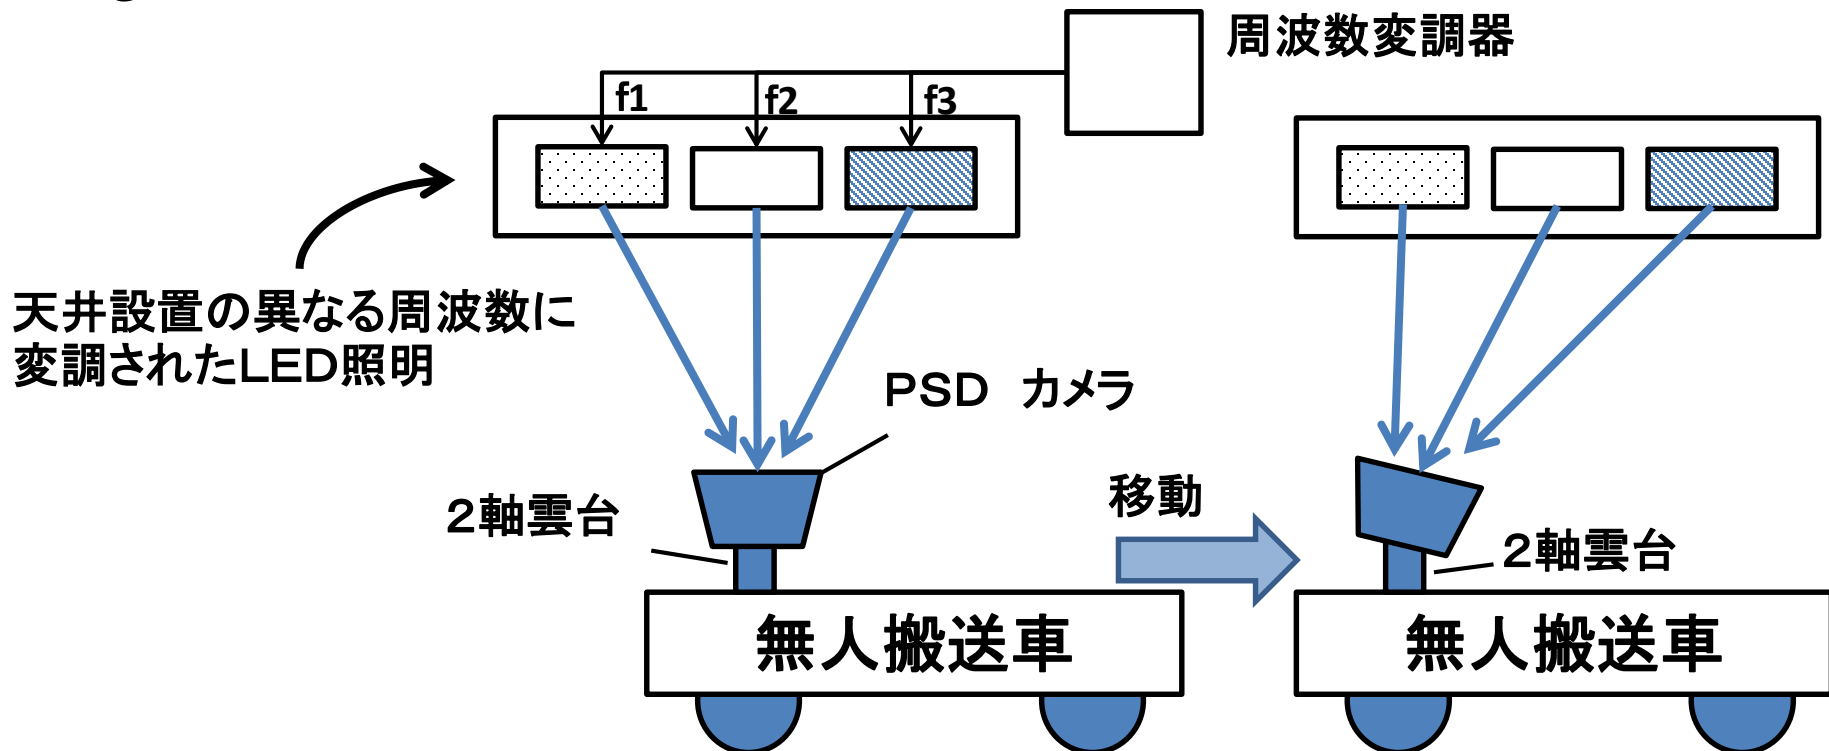 周波数変調器
f1
f2
f3
天井設置の異なる周波数に
変調されたLED照明
PSD カメラ
2軸雲台
移動
2軸雲台
無人搬送車
無人搬送車